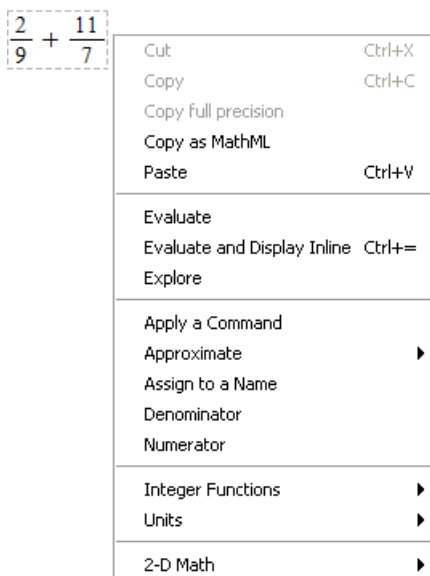 2/9 + 11/7
Cut Ctrl+X
Copy Ctrl+C
Copy full precision
Copy as MathML
Paste Ctrl+V
Evaluate
Evaluate and Display Inline Ctrl+=
Explore
Apply a Command
Approximate
Assign to a Name
Denominator
Numerator
Integer Functions
Units
2-D Math